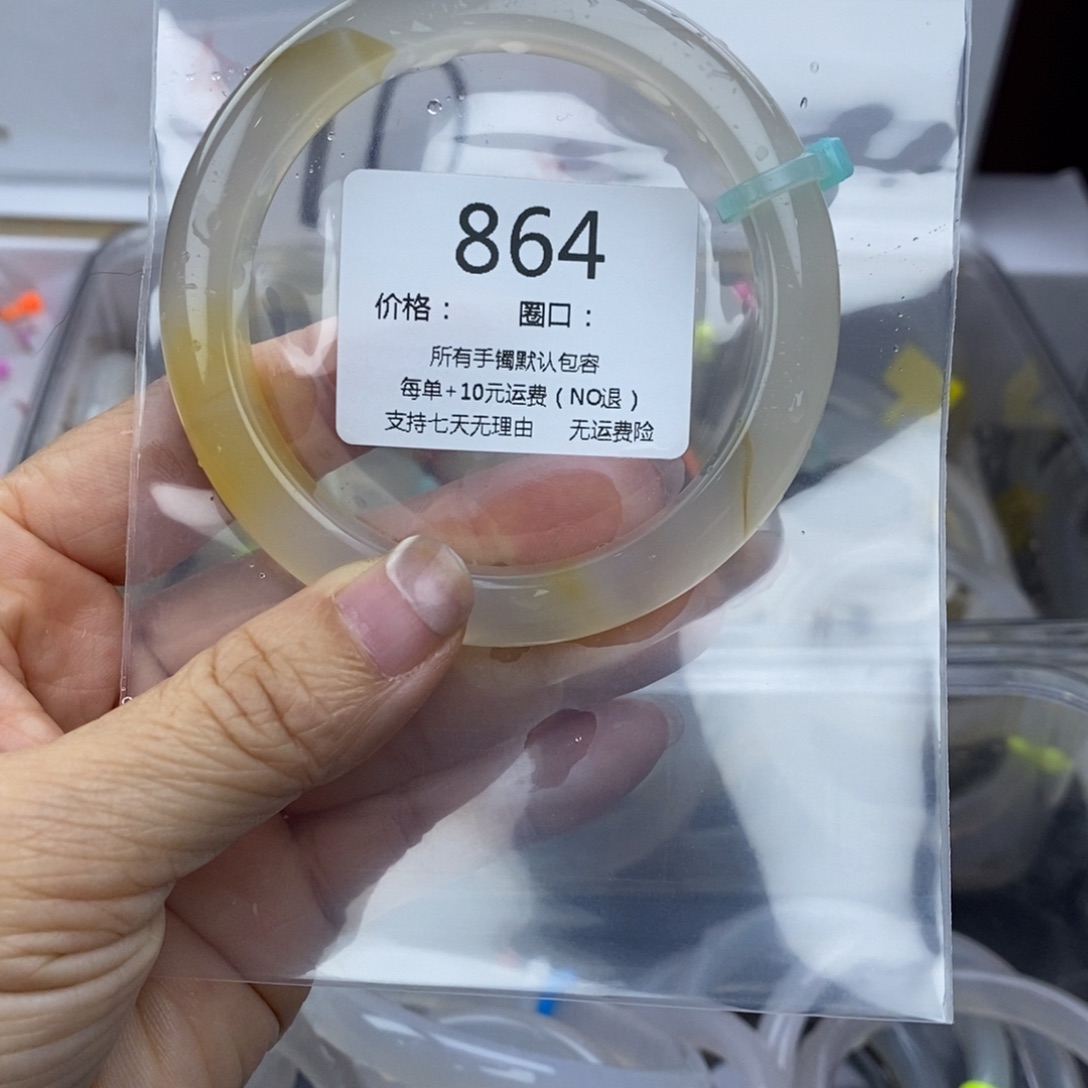 864
价格： 圈口：
所有手镯默认包容
每单+10元运费（NO退）
支持七天无理由 无运费险